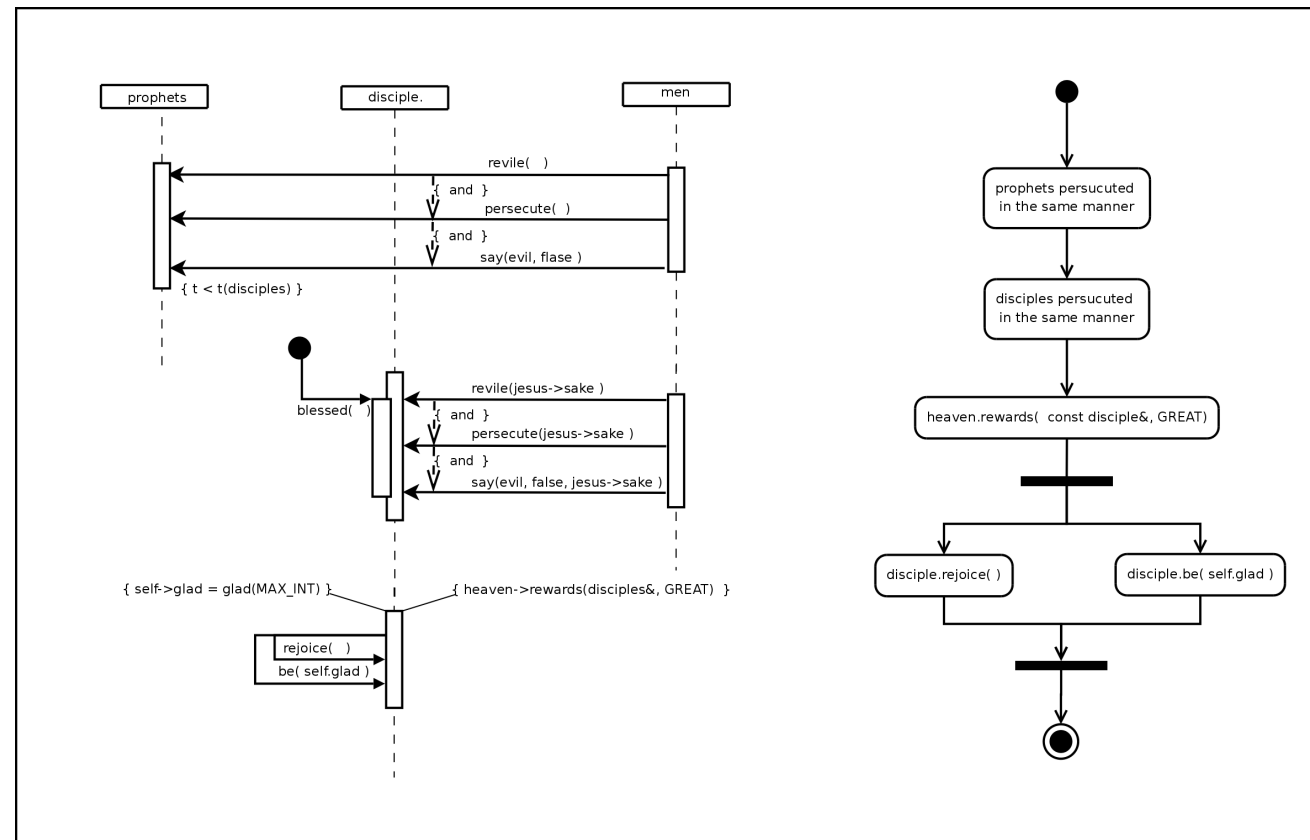 prophets
disciple.
men
revile(   )
{  and  }
persecute(  )
{  and  }
say(evil, flase )
{ t < t(disciples) }
revile(jesus->sake )
blessed(   )
{  and  }
persecute(jesus->sake )
{  and  }
say(evil, false, jesus->sake )
{ self->glad = glad(MAX_INT) }
{ heaven->rewards(disciples&, GREAT)  }
rejoice(   )
be( self.glad )
prophets persucuted
in the same manner
disciples persucuted
in the same manner
heaven.rewards(  const disciple&, GREAT)
disciple.rejoice( )
disciple.be( self.glad )